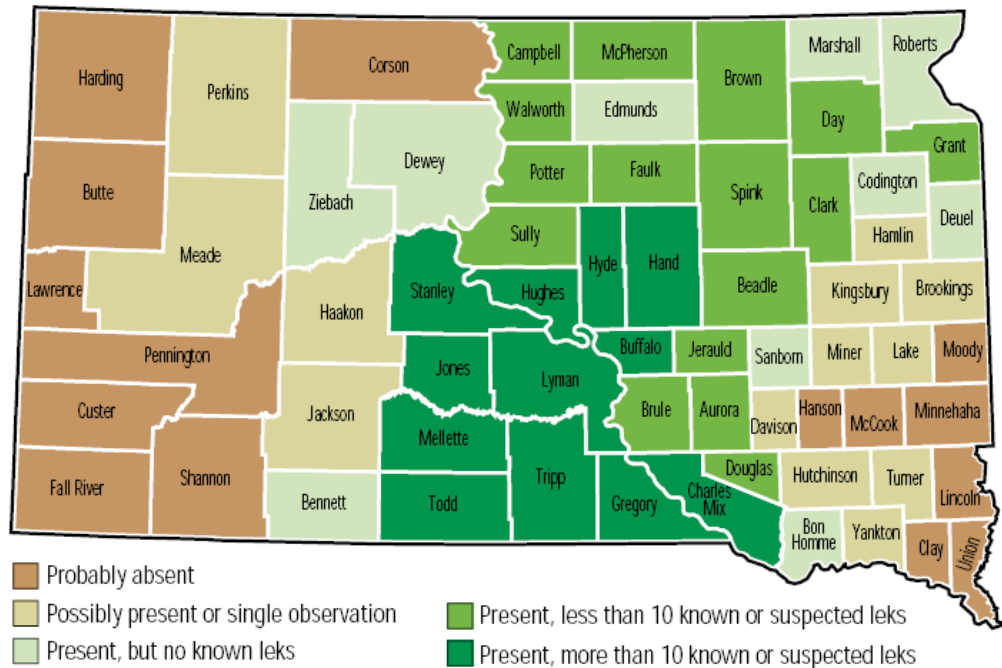 Harding
Perkins
Corson
Campbell
McPherson
Brown
Marshall
Roberts
Walworth
Edmunds
Day
Grant
Butte
Meade
Ziebach
Dewey
Potter
Faulk
Spink
Clark
Codington
Deuel
Hamlin
Lawrence
Sully
Hyde
Hand
Stanley
Hughes
Haakon
Beadle
Kingsbury
Brookings
Pennington
Jones
Lyman
Buffalo
Jerauld
Sanborn
Miner
Lake
Moody
Custer
Jackson
Mellette
Brule
Aurora
Davison
Hanson
McCook
Minnehaha
Fall River
Shannon
Bennett
Todd
Tripp
Gregory
Charles
Mix
Douglas
Hutchinson
Turner
Lincoln
Bon
Homme
Yankton
Clay
Union
Probably absent
Possibly present or single observation
Present, but no known leks
Present, less than 10 known or suspected leks
Present, more than 10 known or suspected leks